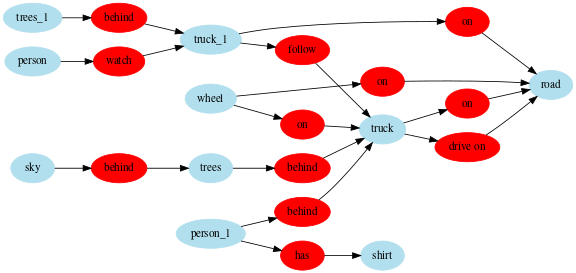 trees_1
behind
on
person
watch
truck_1
follow
wheel
on
road
on
truck
on
drive on
sky
behind
trees
behind
person_1
behind
has
shirt